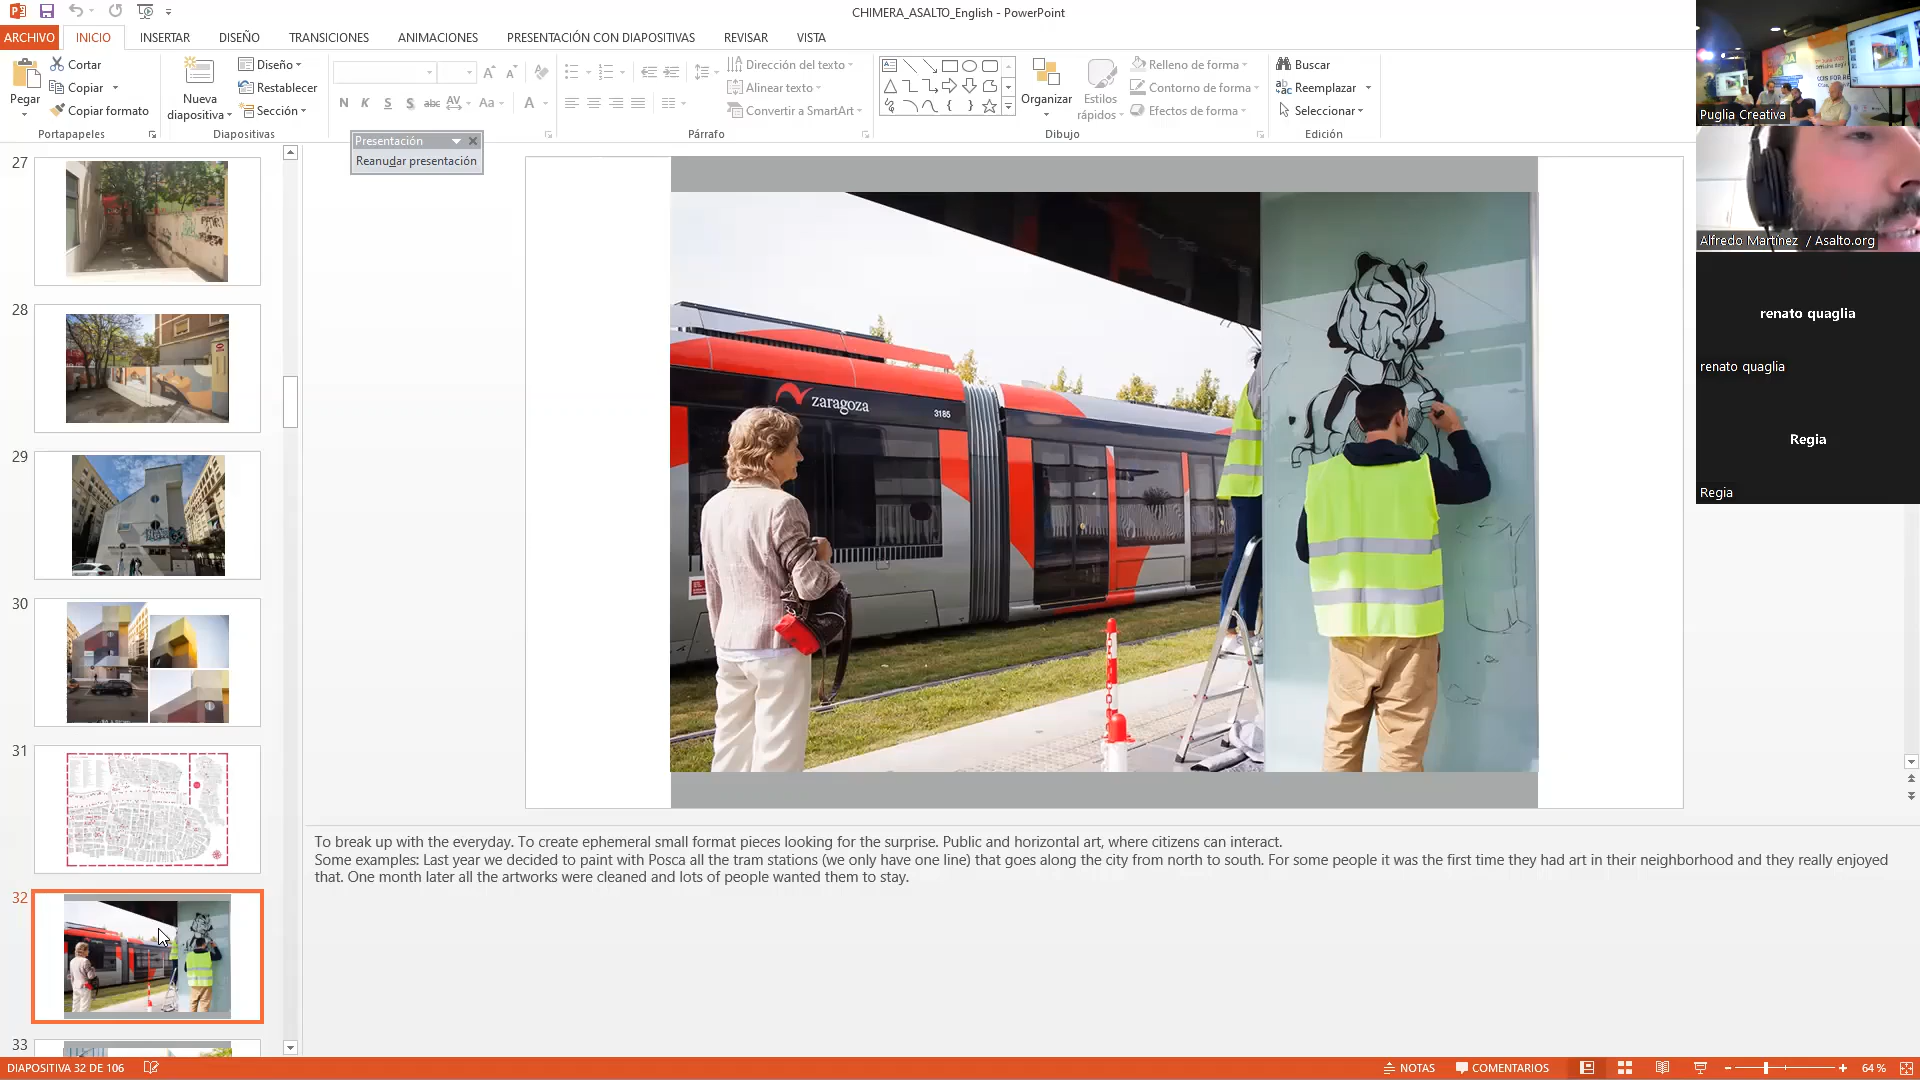 CHIMERA_ASALTO_English - PowerPoint
ARCHIVO INICIO INSERTAR DISEÑO TRANSICIONES ANIMACIONES PRESENTACIÓN CON DIAPOSITIVAS REVISAR VISTA
Pegar
Cortar
Copiar
Copiar formato
Portapapeles
Nueva
diapositiva
Diseño
Restablecer
Sección
Diapositivas
N K S S abc AV Aa A
Dirección del texto
Alinear texto
Convertir a SmartArt
Párrafo
Organizar
Estilos
rápidos
Relleno de forma
Contorno de forma
Efectos de forma
Dibujo
Buscar
Reemplazar
Seleccionar
Edición
Presentación
Reanudar presentación
27
28
29
30
31
32
33
zaragoza
3185
To break up with the everyday. To create ephemeral small format pieces looking for the surprise. Public and horizontal art, where citizens can interact.
Some examples: Last year we decided to paint with Posca all the tram stations (we only have one line) that goes along the city from north to south. For some people it was the first time they had art in their neighborhood and they really enjoyed
that. One month later all the artworks were cleaned and lots of people wanted them to stay.
Puglia Creativa
Alfredo Martínez / Asalto.org
renato quaglia
renato quaglia
Regia
Regia
DIAPOSITIVA 32 DE 106
NOTAS COMENTARIOS 64 %